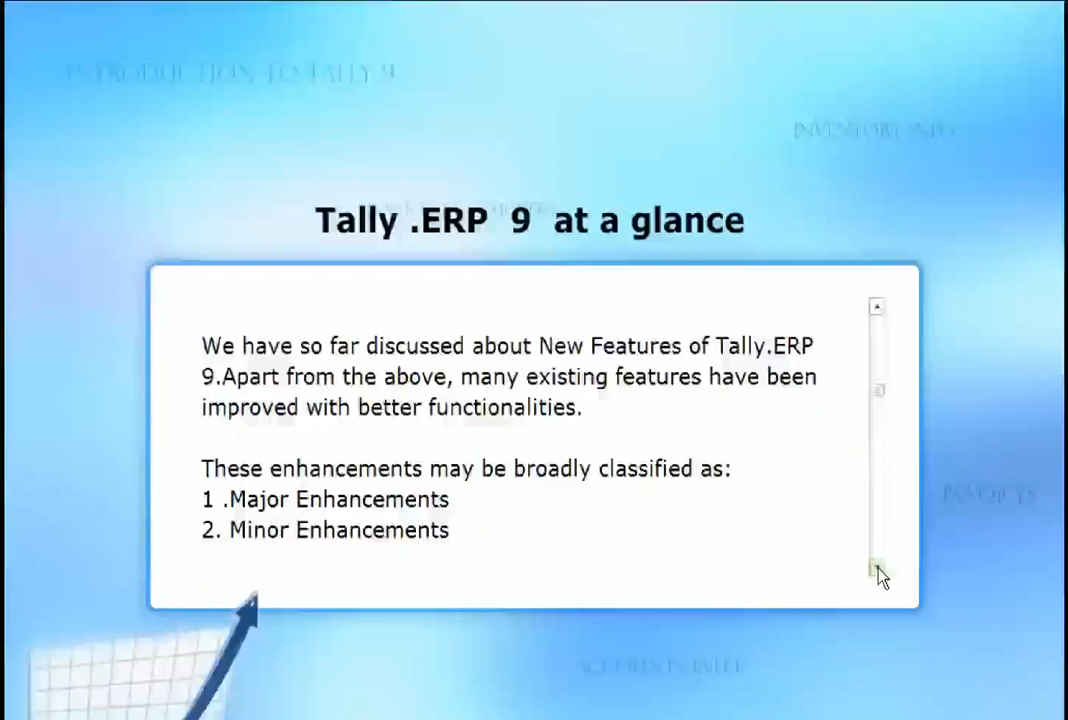 INTRODUCTION TO TALLY 9
INVENTORY INFO
Tally .ERP  9  at a glance
We have so far discussed about New Features of Tally.ERP
9.Apart from the above, many existing features have been
improved with better functionalities.
These enhancements may be broadly classified as:
1 .Major Enhancements
2. Minor Enhancements
INVOICES
ACCOUNTS INFO